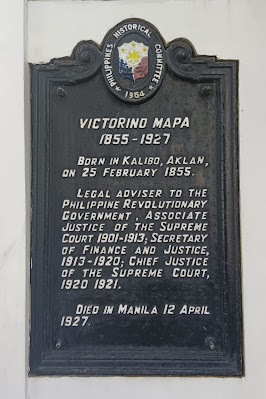 PHILIPPINES HISTORICAL COMMITTEE
1954
VICTORINO MAPA
1855-1927
BORN IN KALIBO, AKLAN,
ON 25 FEBRUARY 1855.
LEGAL ADVISER TO THE
PHILIPPINE REVOLUTIONARY
GOVERNMENT, ASSOCIATE
JUSTICE OF THE SUPREME
COURT 1901-1913; SECRETARY
OF FINANCE AND JUSTICE,
1913-1920; CHIEF JUSTICE
OF THE SUPREME COURT,
1920 1921.
DIED IN MANILA 12 APRIL
1927.